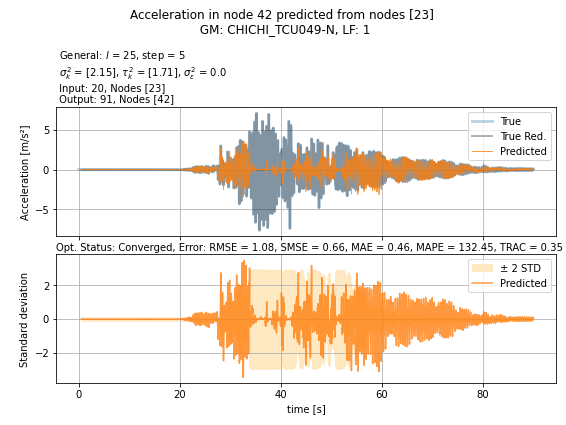 Acceleration in node 42 predicted from nodes [23]
GM: CHICHI_TCU049-N, LF: 1
General: l = 25, step = 5
σ²ₖ = [2.15], τ²ₖ = [1.71], σ²ε = 0.0
Input: 20, Nodes [23]
Output: 91, Nodes [42]
Acceleration [m/s²]
5
0
−5
True
True Red.
Predicted
Opt. Status: Converged, Error: RMSE = 1.08, SMSE = 0.66, MAE = 0.46, MAPE = 132.45, TRAC = 0.35
Standard deviation
2
0
−2
± 2 STD
Predicted
0 20 40 60 80
time [s]